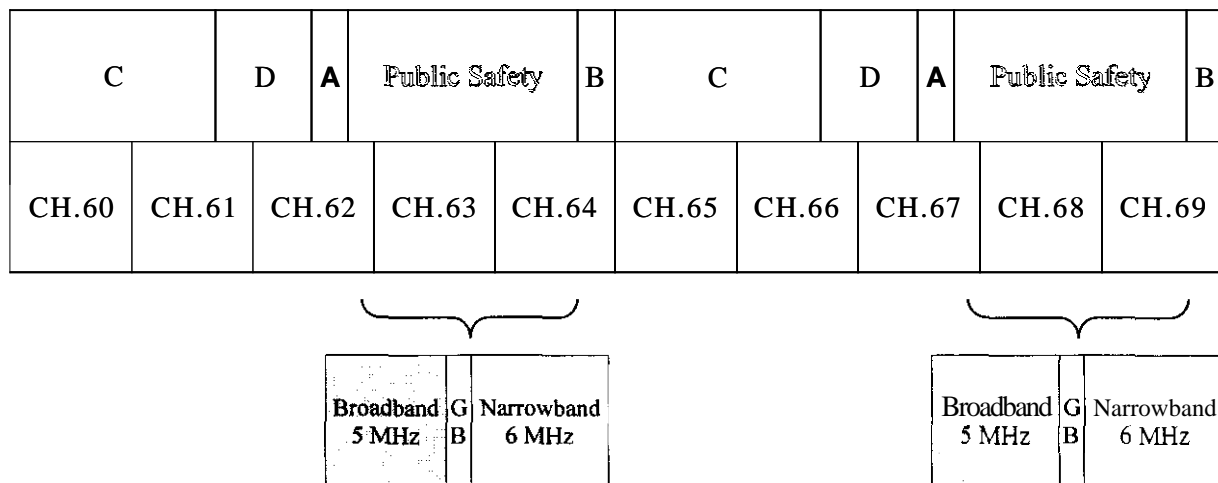 C D A Public Safety B C D A Public Safety B
CH.60 CH.61 CH.62 CH.63 CH.64 CH.65 CH.66 CH.67 CH.68 CH.69
Broadband G Narrowband Broadband G Narrowband
5 MHz B 6 MHz 5 MHz B 6 MHz